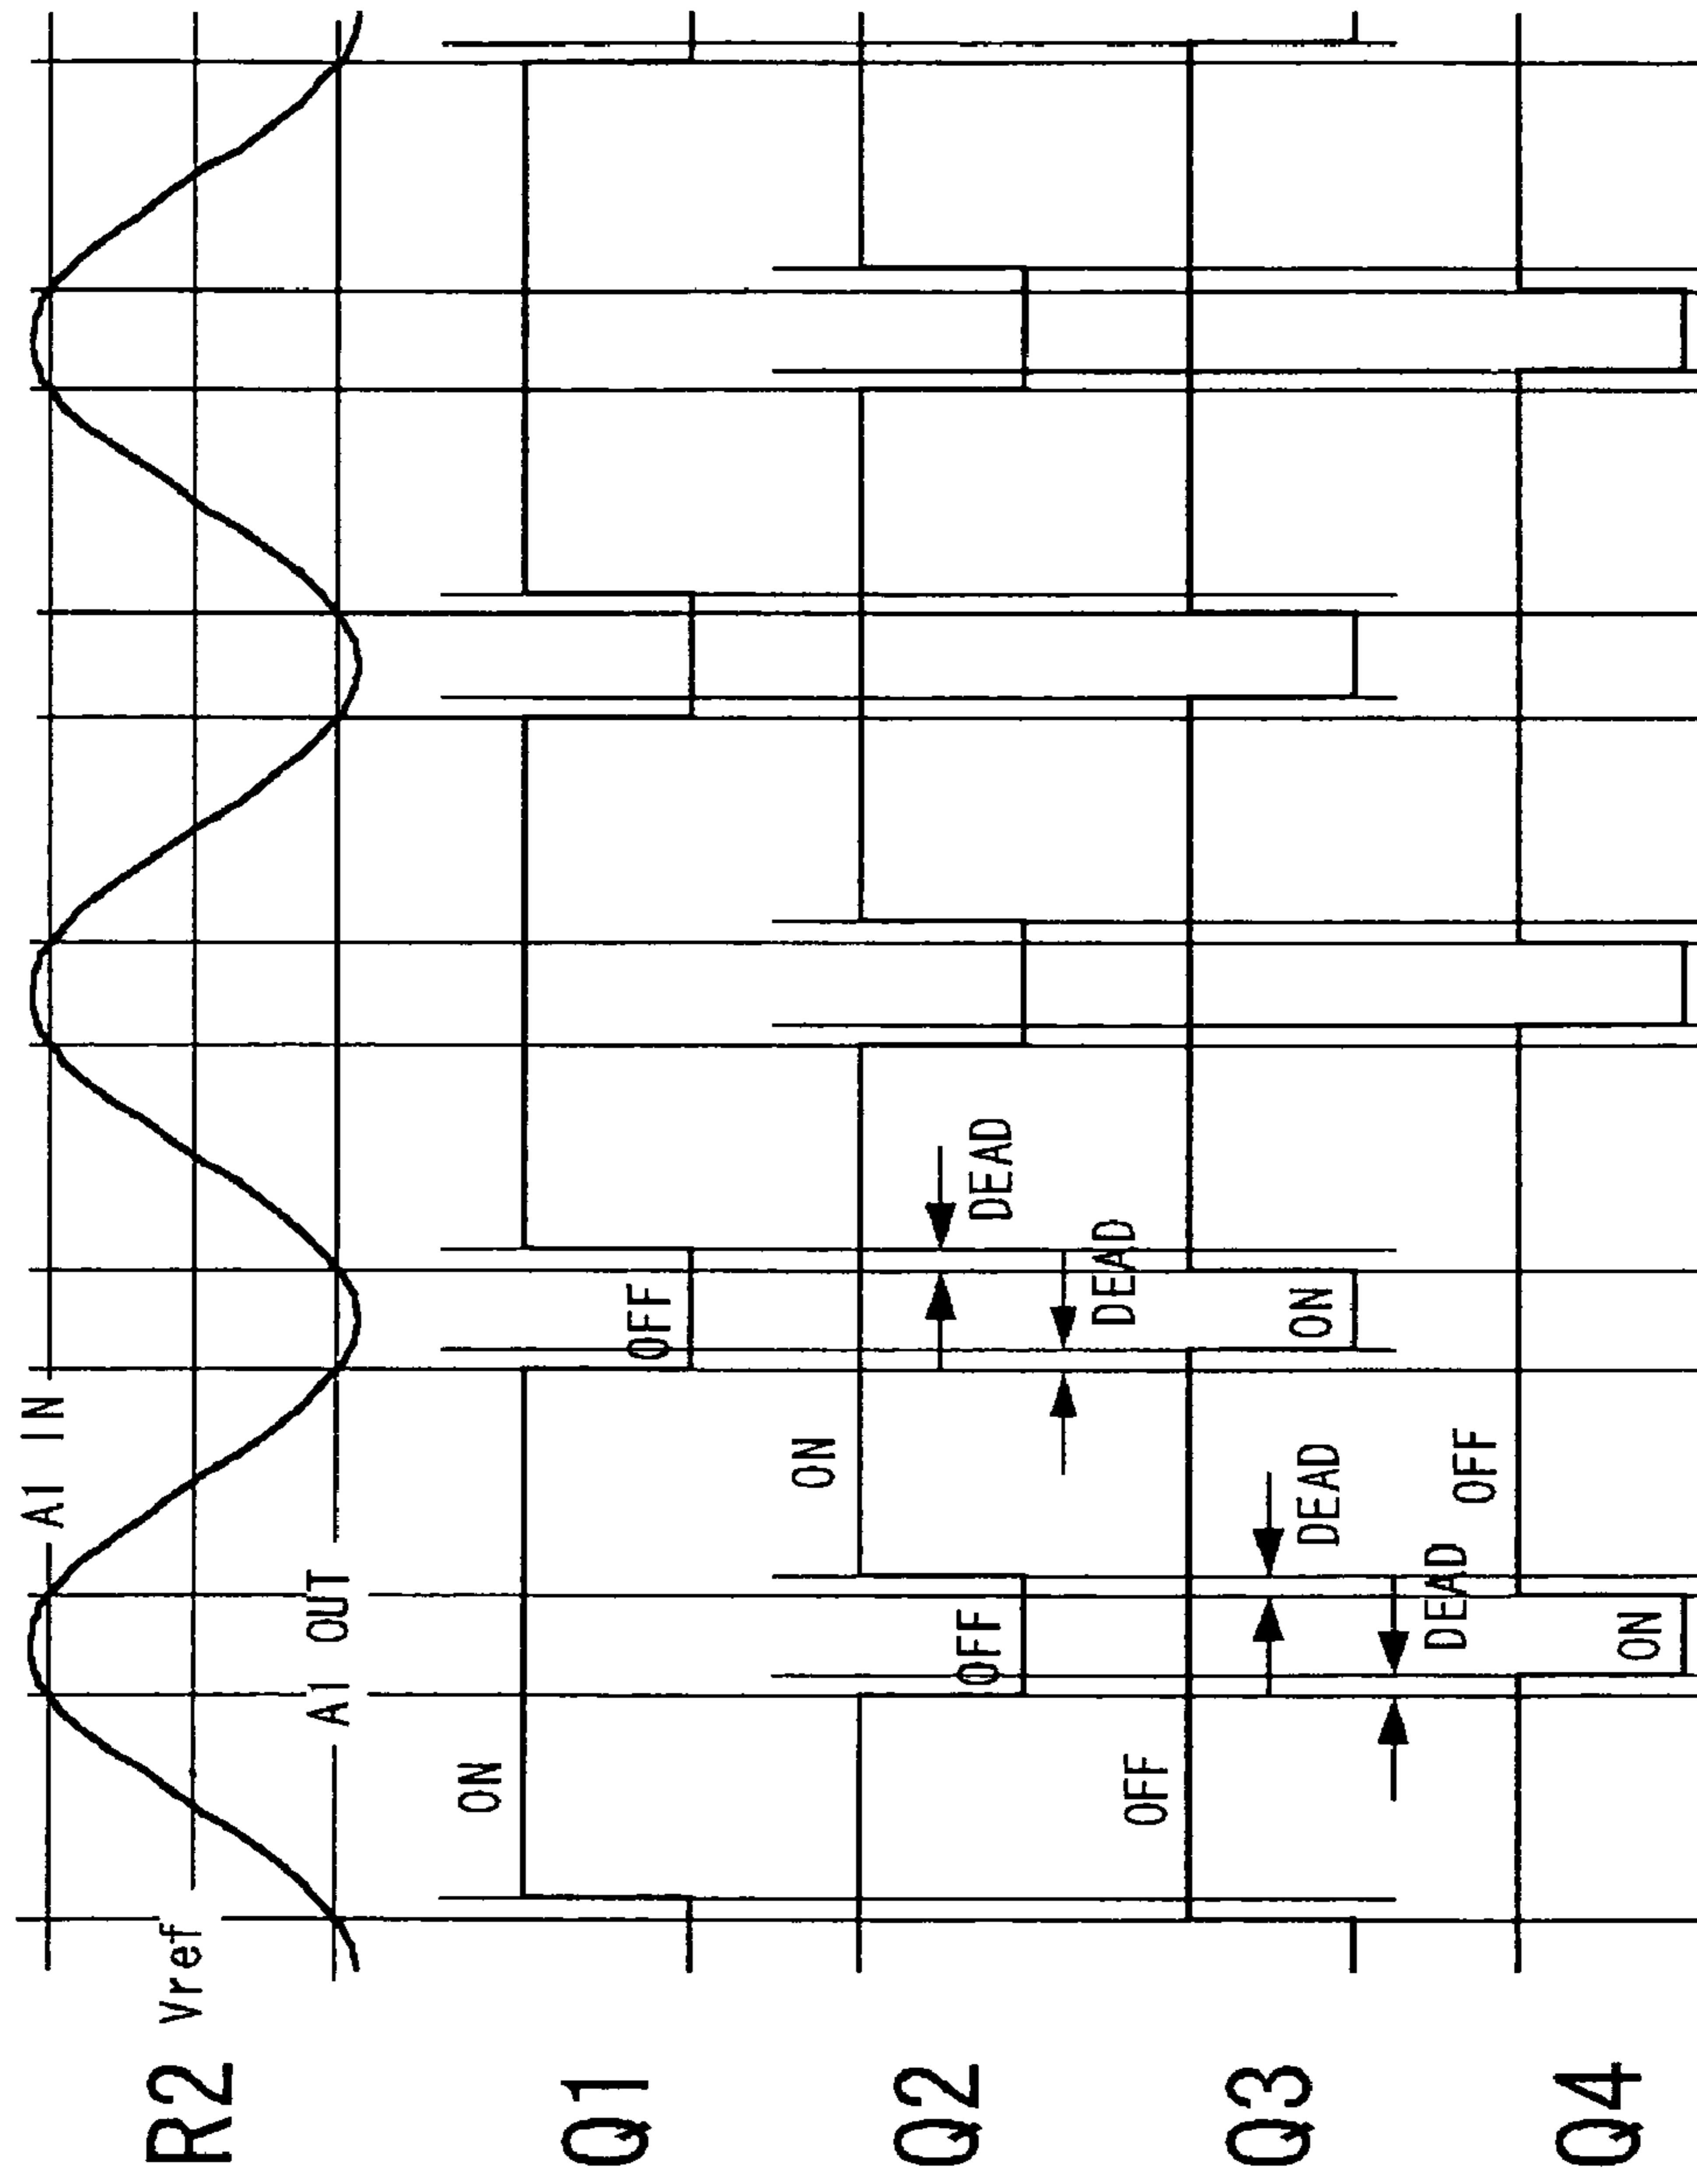 R2
Vref
A1 IN
A1 OUT
Q1
ON
OFF
Q2
OFF
ON
DEAD
DEAD
Q3
OFF
DEAD
DEAD
ON
Q4
ON
OFF